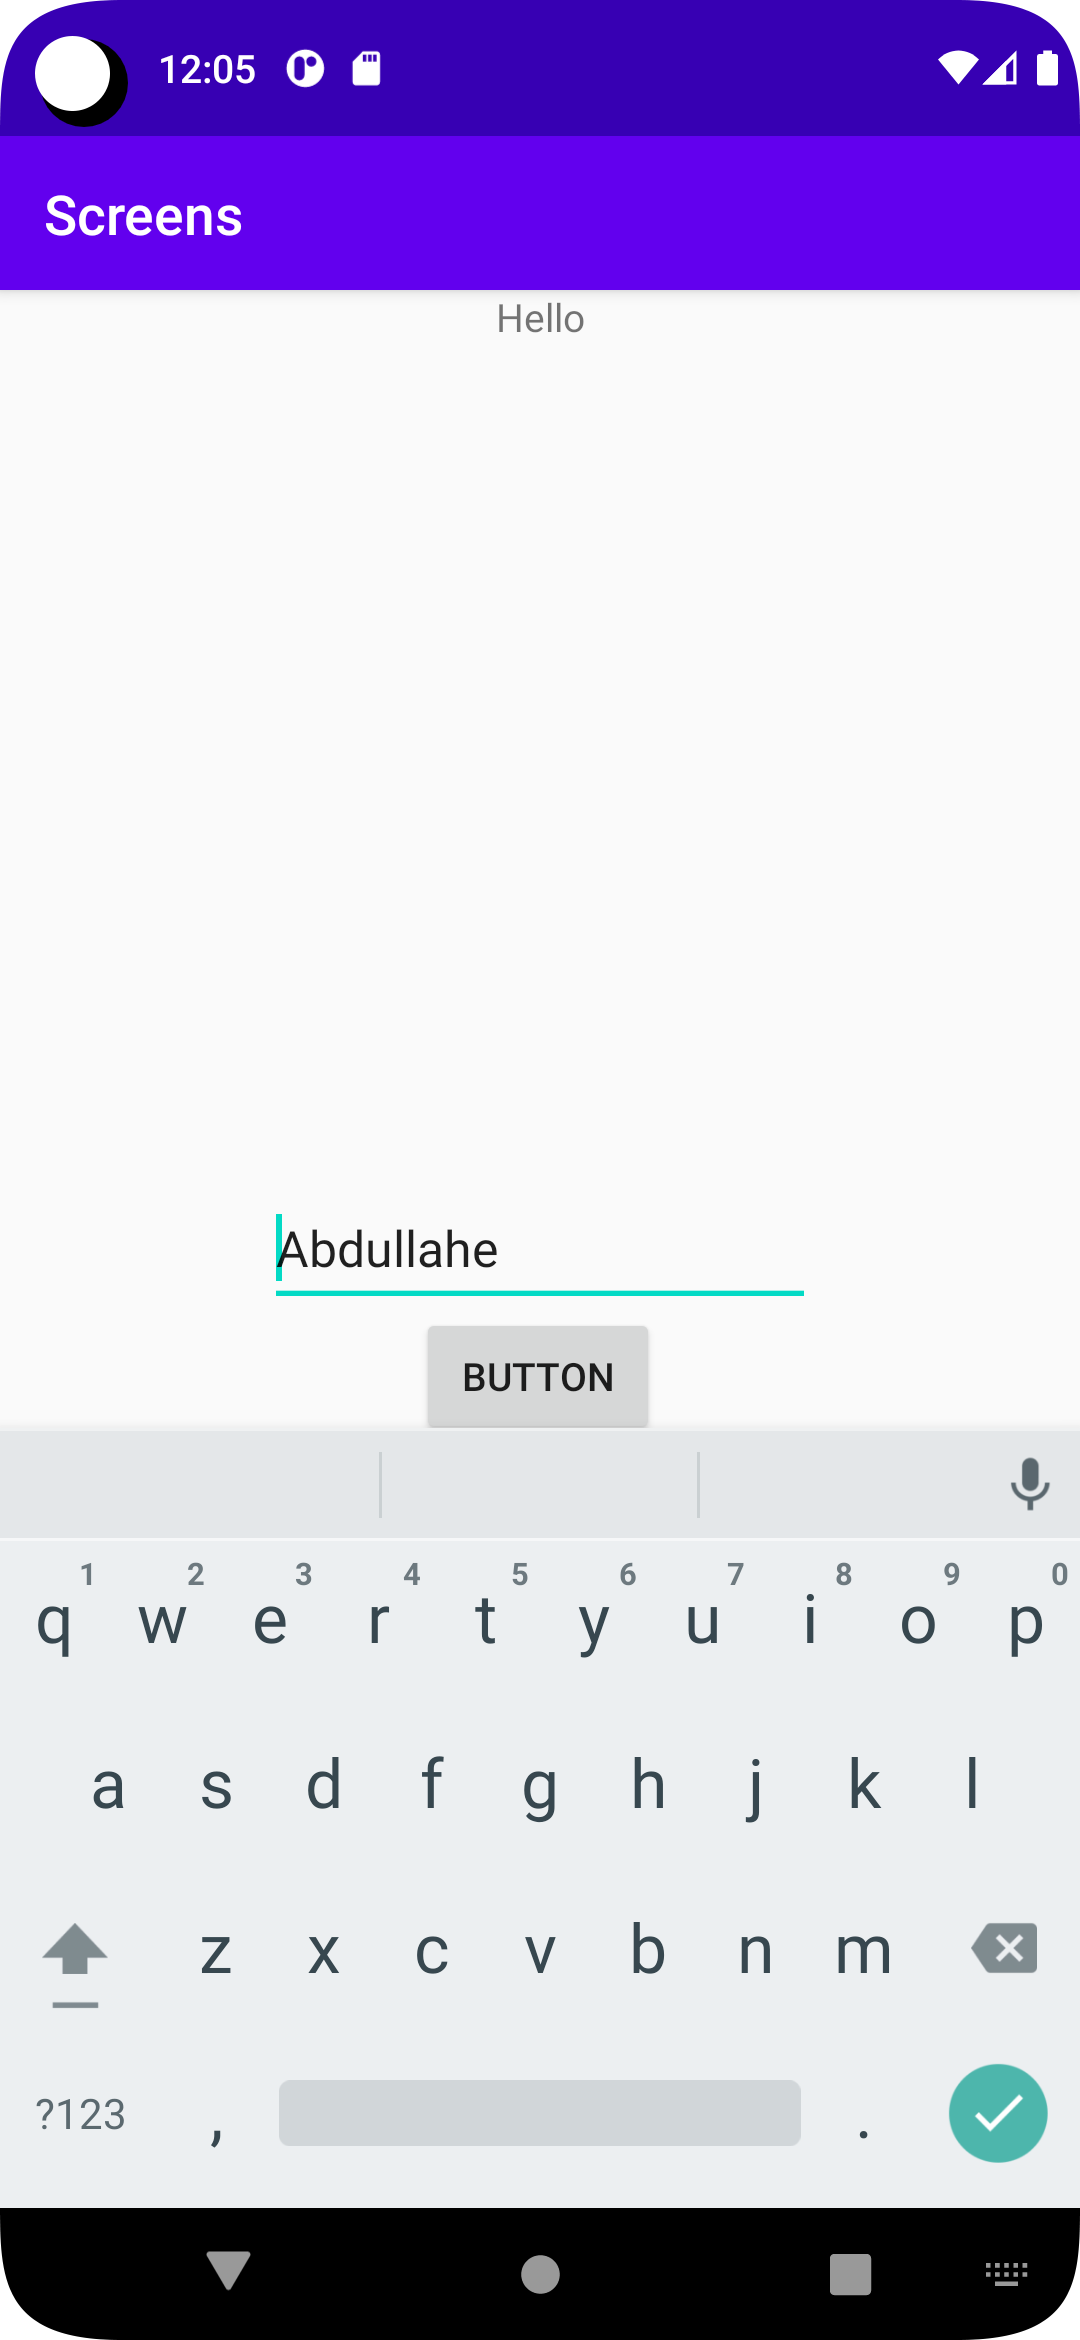 12:05
Screens
Hello
Abdullahe
BUTTON
1 2 3 4 5 6 7 8 9 0
q w e r t y u i o p
a s d f g h j k l
z x c v b n m
?123 , .